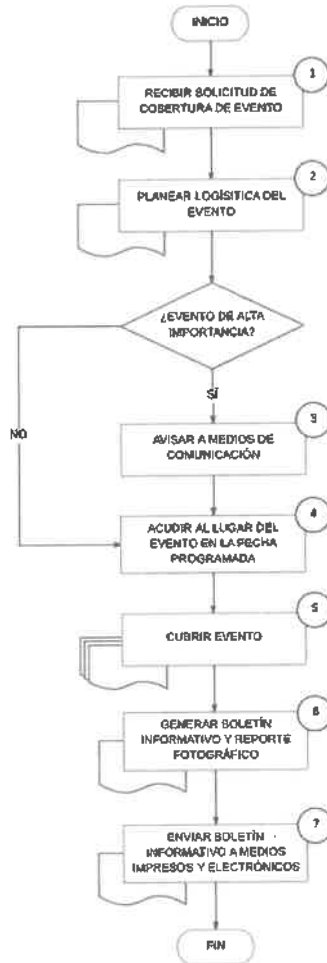 INICIO
1
RECIBIR SOLICITUD DE
COBERTURA DE EVENTO
2
PLANEAR LOGÍSITICA DEL
EVENTO
¿EVENTO DE ALTA
IMPORTANCIA?
SÍ
NO
3
AVISAR A MEDIOS DE
COMUNICACIÓN
4
ACUDIR AL LUGAR DEL
EVENTO EN LA FECHA
PROGRAMADA
5
CUBRIR EVENTO
6
GENERAR BOLETÍN
INFORMATIVO Y REPORTE
FOTOGRÁFICO
7
ENVIAR BOLETÍN
INFORMATIVO A MEDIOS
IMPRESOS Y ELECTRÓNICOS
FIN